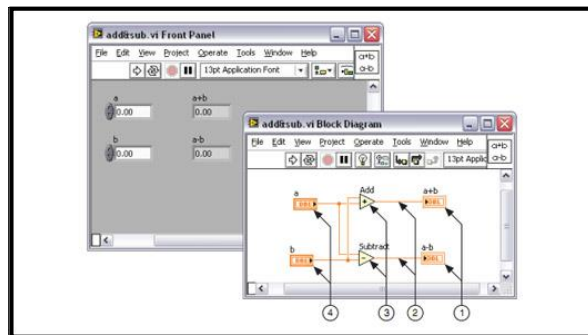 add&sub.vi Front Panel
File Edit View Project Operate Tools Window Help
a+b
a-b
13pt Application Font
a
0.00
a+b
0.00
b
0.00
a-b
0.00
add&sub.vi Block Diagram
File Edit View Project Operate Tools Window Help
a+b
a-b
13pt Applic
a
DBL
Add
+
a+b
DBL
b
DBL
Subtract
-
a-b
DBL
4 3 2 1